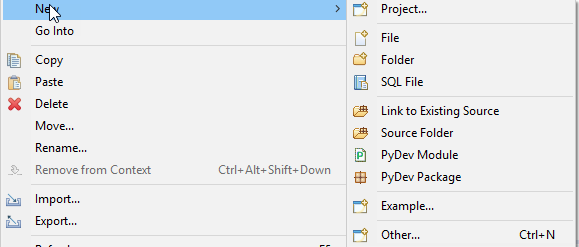 New
Go Into
Copy
Paste
Delete
Move...
Rename...
Remove from Context Ctrl+Alt+Shift+Down
Import...
Export...
Project...
File
Folder
SQL File
Link to Existing Source
Source Folder
PyDev Module
PyDev Package
Example...
Other... Ctrl+N